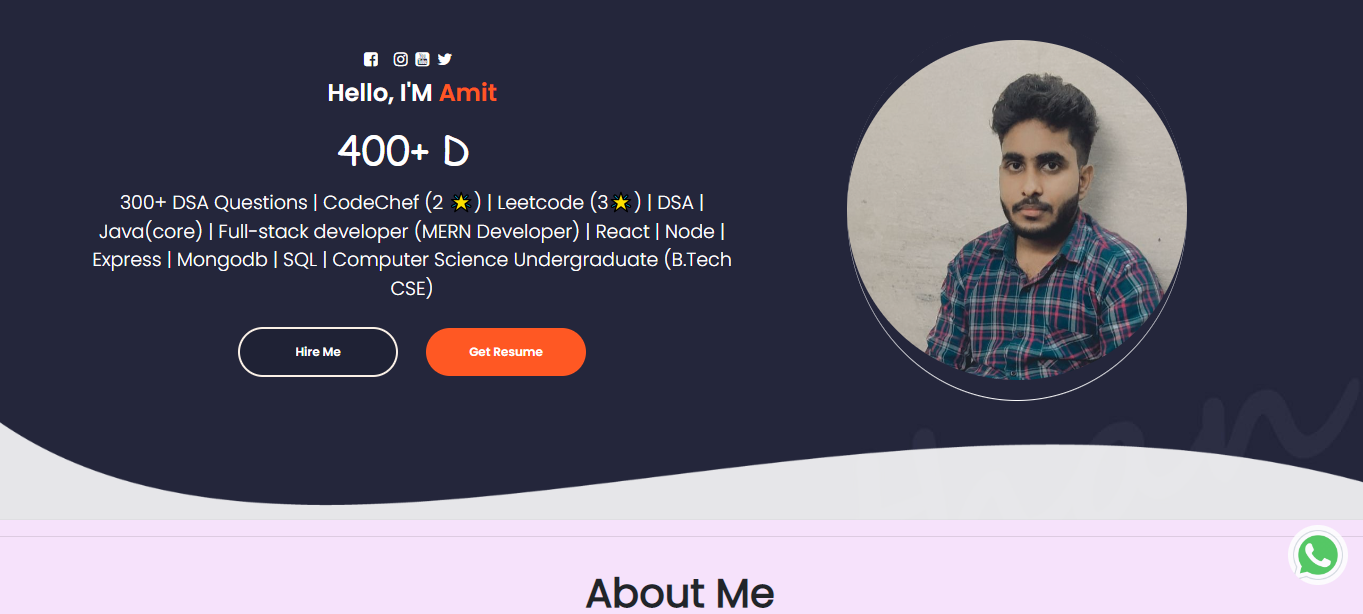 Hello, I'M Amit
400+ D
300+ DSA Questions | CodeChef (2 🌟) | Leetcode (3🌟) | DSA |
Java(core) | Full-stack developer (MERN Developer) | React | Node |
Express | Mongodb | SQL | Computer Science Undergraduate (B.Tech
CSE)
Hire Me
Get Resume
About Me